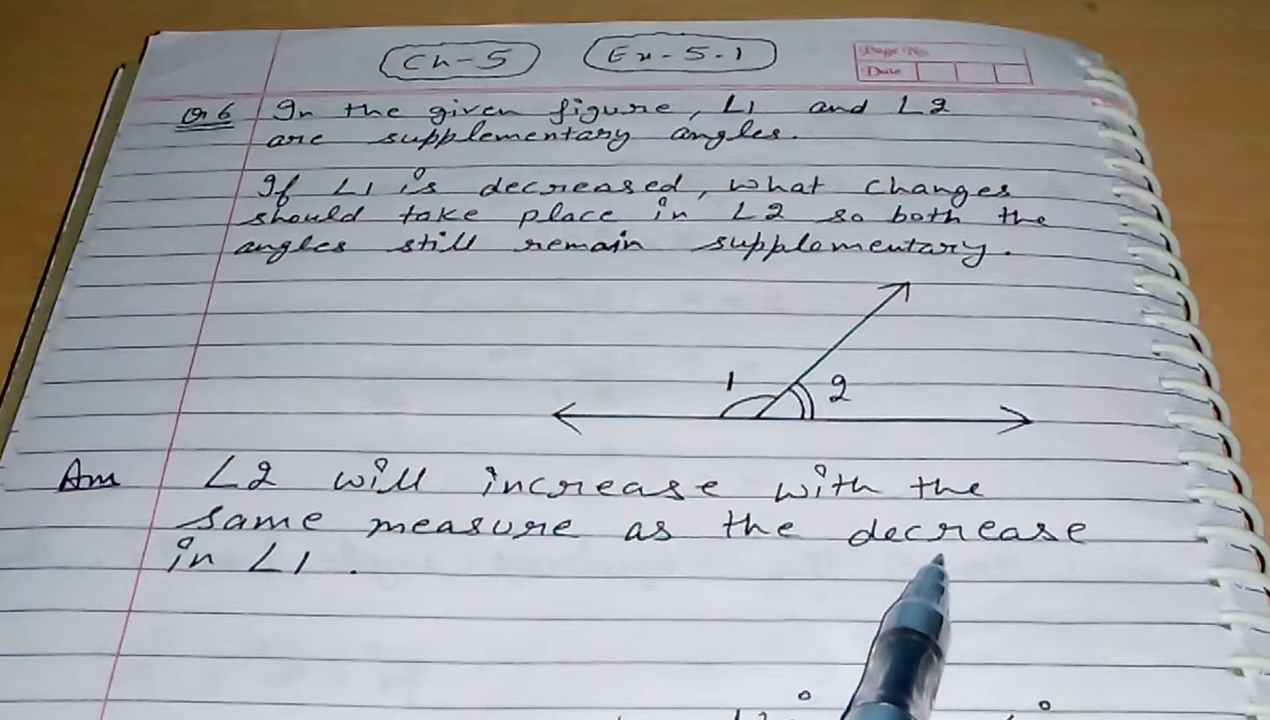 Ch-5 Ex-5.1
Page No.
Date
Q.6 In the given figure, ∠1 and ∠2
are supplementary angles.
If ∠1 is decreased, what changes
should take place in ∠2 so both the
angles still remain supplementary.
1 2
Ans ∠2 will increase with the
same measure as the decrease
in ∠1.